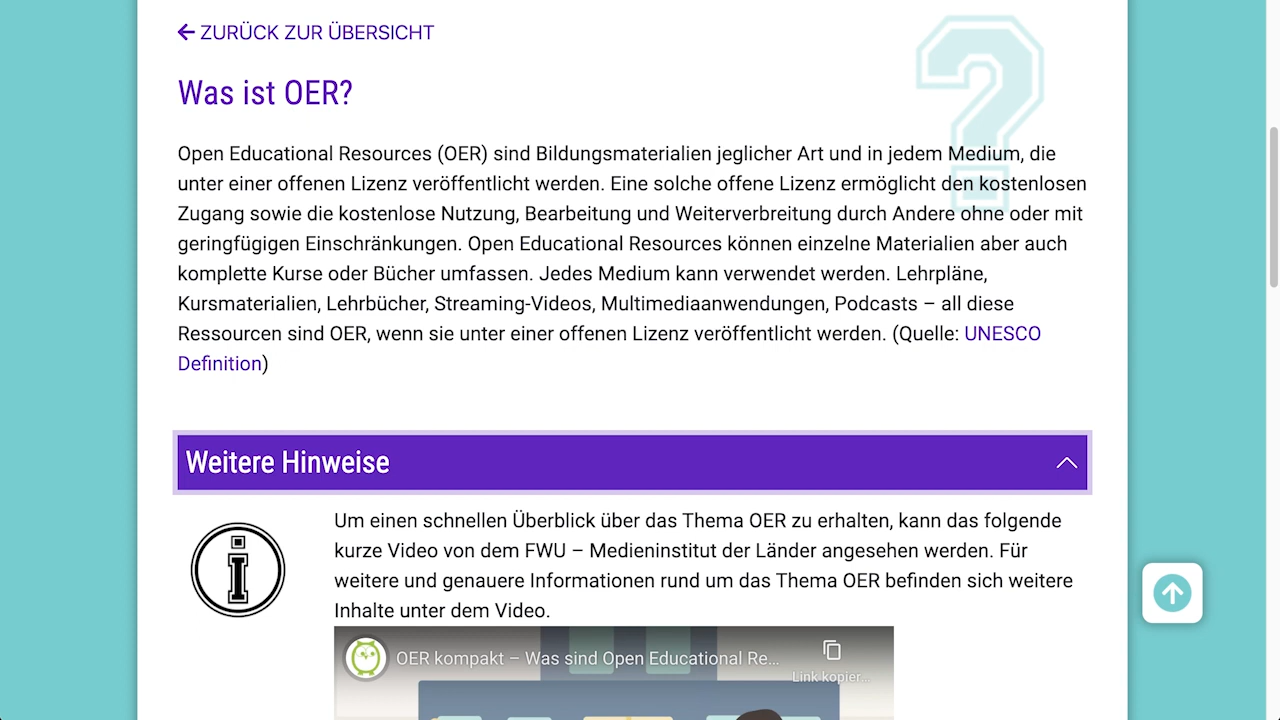 ZURÜCK ZUR ÜBERSICHT
Was ist OER?
Open Educational Resources (OER) sind Bildungsmaterialien jeglicher Art und in jedem Medium, die
unter einer offenen Lizenz veröffentlicht werden. Eine solche offene Lizenz ermöglicht den kostenlosen
Zugang sowie die kostenlose Nutzung, Bearbeitung und Weiterverbreitung durch Andere ohne oder mit
geringfügigen Einschränkungen. Open Educational Resources können einzelne Materialien aber auch
komplette Kurse oder Bücher umfassen. Jedes Medium kann verwendet werden. Lehrpläne,
Kursmaterialien, Lehrbücher, Streaming-Videos, Multimediaanwendungen, Podcasts – all diese
Ressourcen sind OER, wenn sie unter einer offenen Lizenz veröffentlicht werden. (Quelle: UNESCO
Definition)
Weitere Hinweise
Um einen schnellen Überblick über das Thema OER zu erhalten, kann das folgende
kurze Video von dem FWU – Medieninstitut der Länder angesehen werden. Für
weitere und genauere Informationen rund um das Thema OER befinden sich weitere
Inhalte unter dem Video.
OER kompakt – Was sind Open Educational Re...
Link kopier...